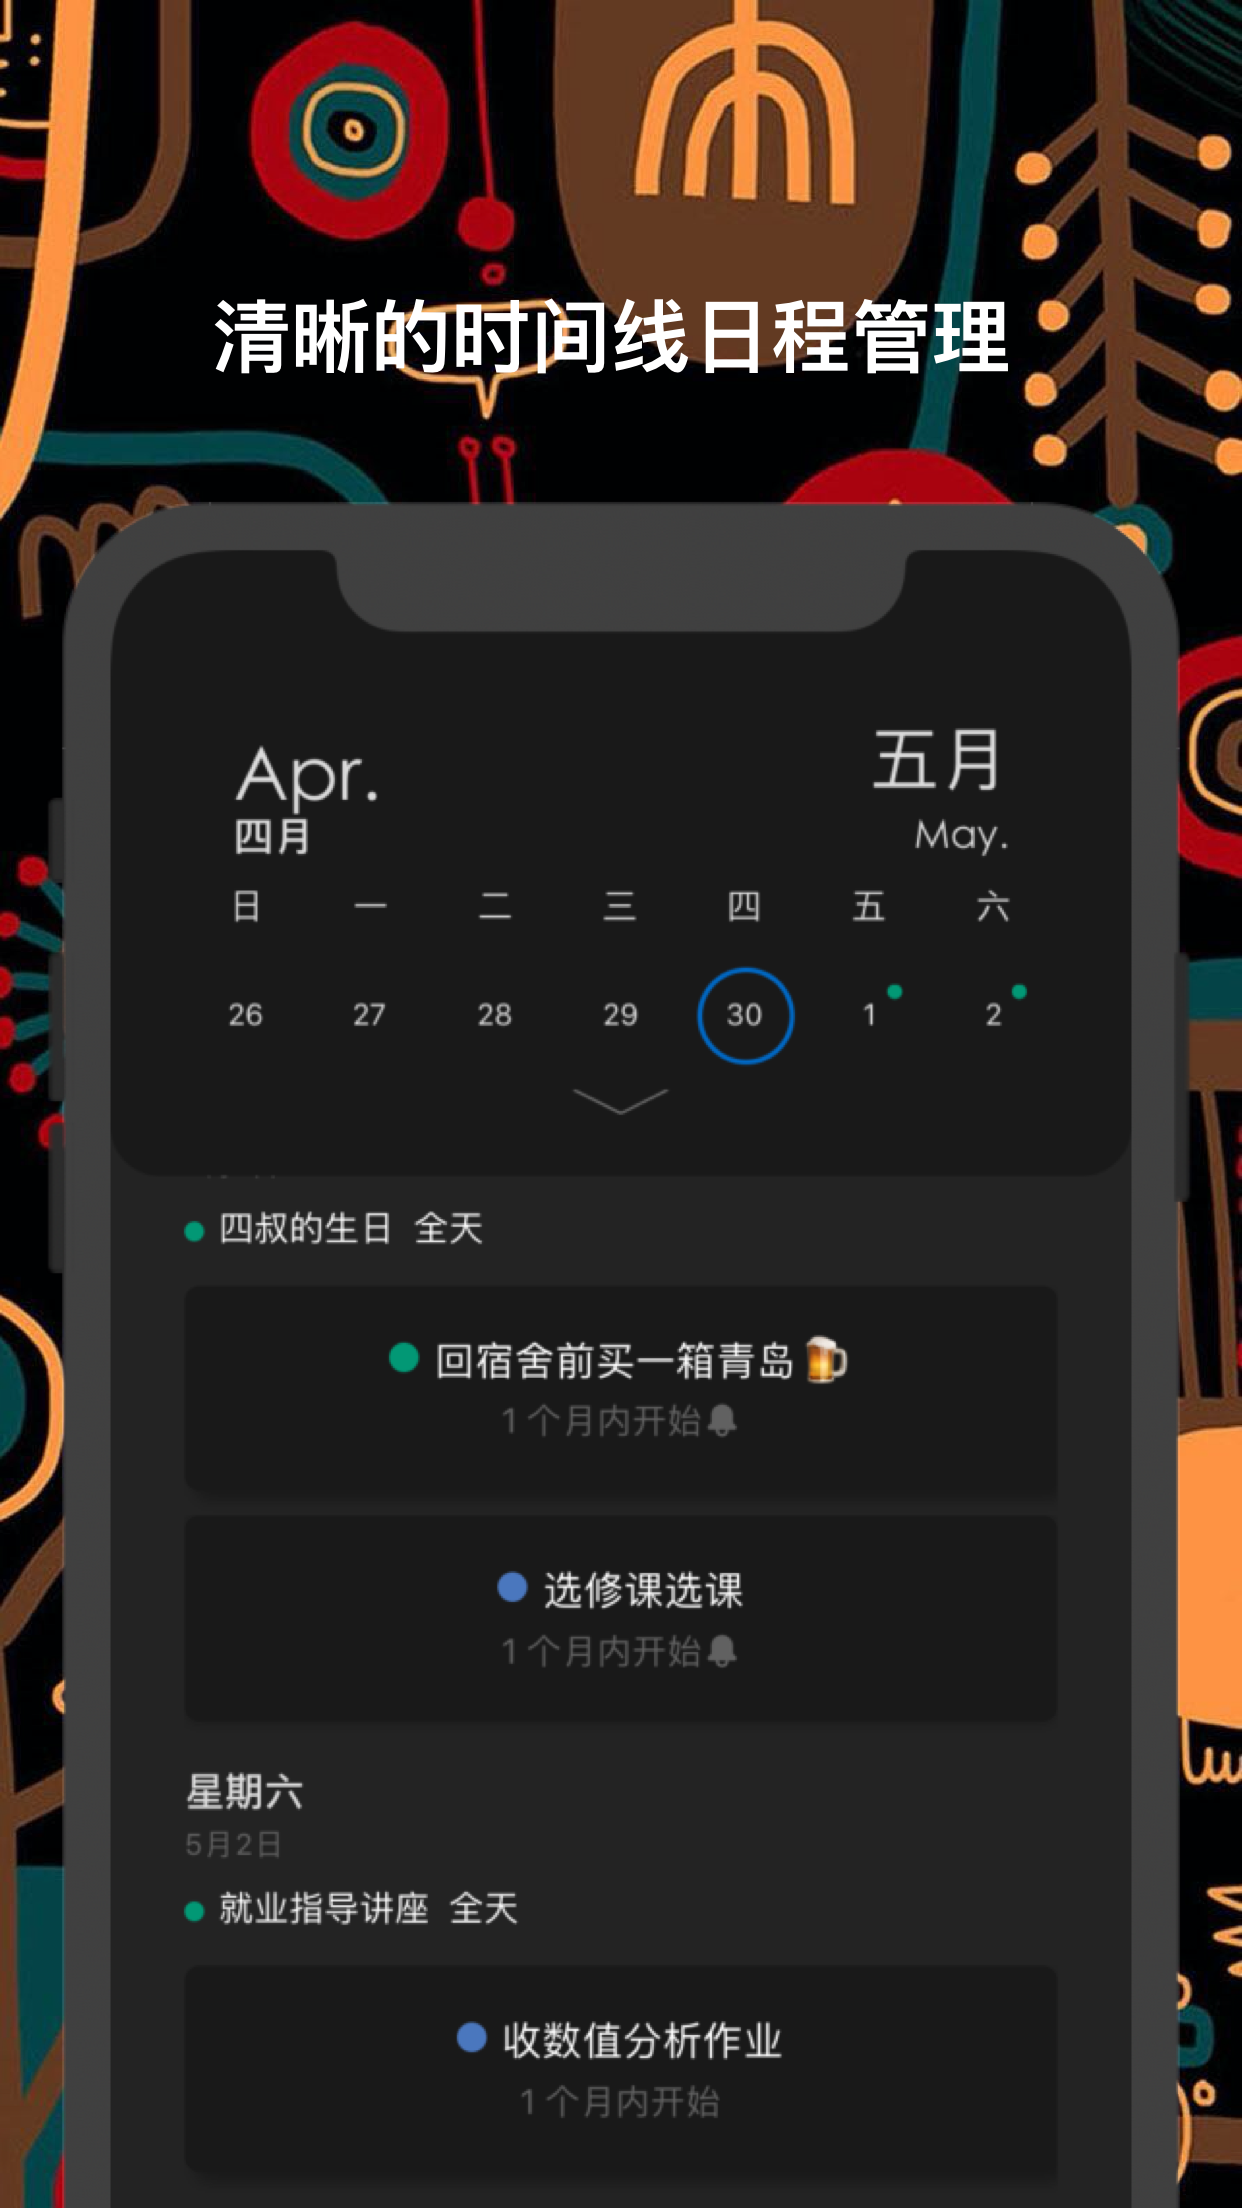 清晰的时间线日程管理
Apr.
四月
五月
May.
日 一 二 三 四 五 六
26 27 28 29 30 1 2
四叔的生日 全天
回宿舍前买一箱青岛🍺
1个月内开始
选修课选课
1个月内开始
星期六
5月2日
就业指导讲座 全天
收数值分析作业
1个月内开始